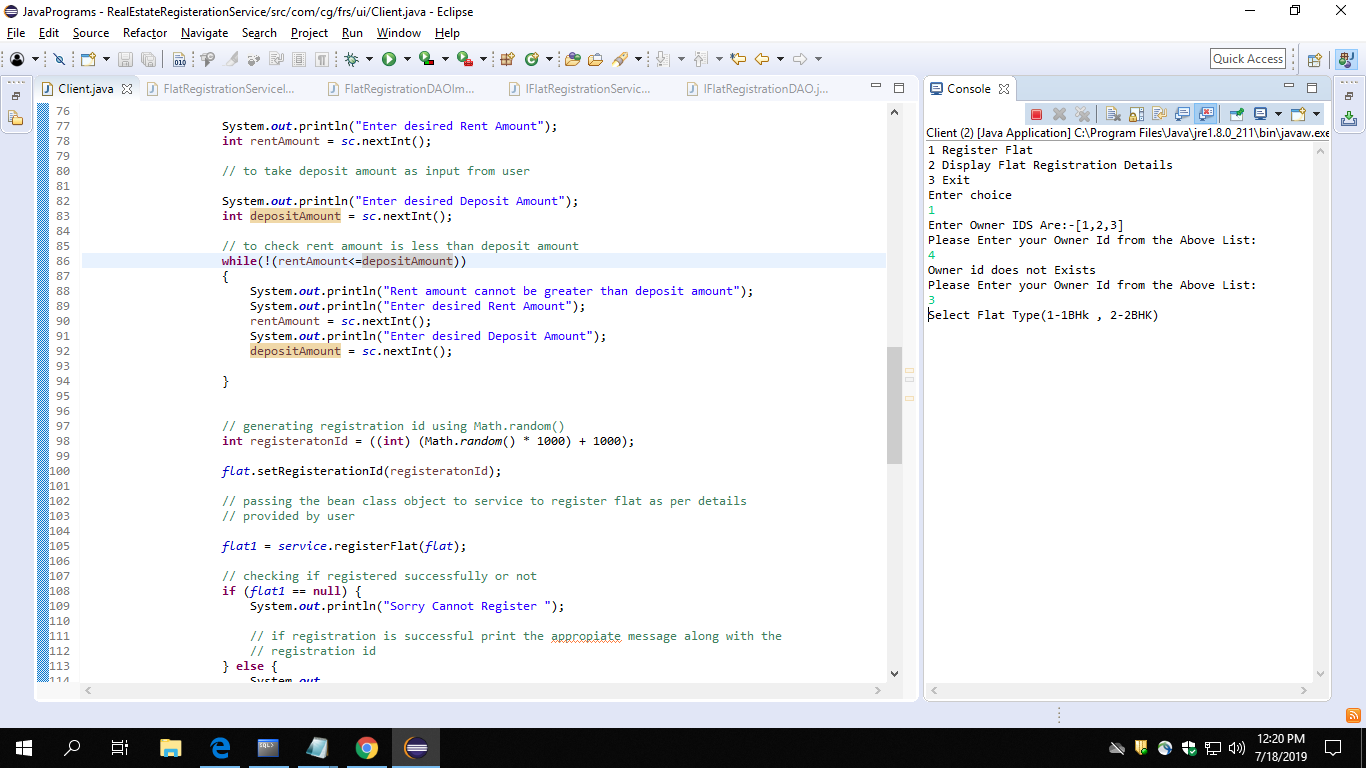 JavaPrograms - RealEstateRegisterationService/src/com/cg/frs/ui/Client.java - Eclipse
File Edit Source Refactor Navigate Search Project Run Window Help
Quick Access
Client.java FlatRegistrationServiceI... FlatRegistrationDAOIm... IFlatRegistrationServic... IFlatRegistrationDAO.j...
76
77 System.out.println("Enter desired Rent Amount");
78 int rentAmount = sc.nextInt();
79
80 // to take deposit amount as input from user
81
82 System.out.println("Enter desired Deposit Amount");
83 int depositAmount = sc.nextInt();
84
85 // to check rent amount is less than deposit amount
86 while(!(rentAmount<=depositAmount))
87 {
88 System.out.println("Rent amount cannot be greater than deposit amount");
89 System.out.println("Enter desired Rent Amount");
90 rentAmount = sc.nextInt();
91 System.out.println("Enter desired Deposit Amount");
92 depositAmount = sc.nextInt();
93
94 }
95
96
97 // generating registration id using Math.random()
98 int registeratonId = ((int) (Math.random() * 1000) + 1000);
99
100 flat.setRegisterationId(registeratonId);
101
102 // passing the bean class object to service to register flat as per details
103 // provided by user
104
105 flat1 = service.registerFlat(flat);
106
107 // checking if registered successfully or not
108 if (flat1 == null) {
109 System.out.println("Sorry Cannot Register ");
110
111 // if registration is successful print the appropiate message along with the
112 // registration id
113 } else {
114 System.out
Console
Client (2) [Java Application] C:\Program Files\Java\jre1.8.0_211\bin\javaw.exe
1 Register Flat
2 Display Flat Registration Details
3 Exit
Enter choice
1
Enter Owner IDS Are:-[1,2,3]
Please Enter your Owner Id from the Above List:
4
Owner id does not Exists
Please Enter your Owner Id from the Above List:
3
Select Flat Type(1-1BHk , 2-2BHK)
12:20 PM
7/18/2019